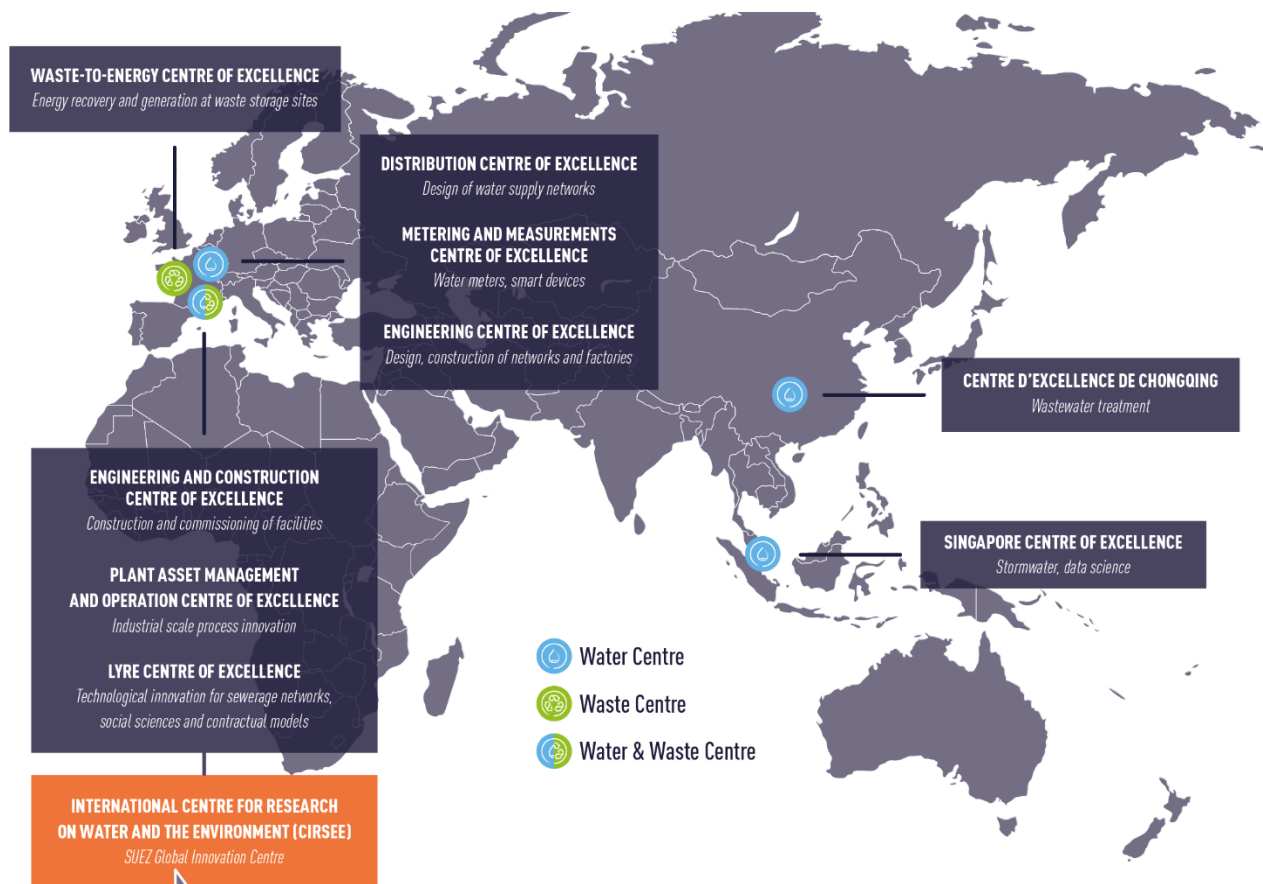 WASTE-TO-ENERGY CENTRE OF EXCELLENCE
Energy recovery and generation at waste storage sites
DISTRIBUTION CENTRE OF EXCELLENCE
Design of water supply networks
METERING AND MEASUREMENTS
CENTRE OF EXCELLENCE
Water meters, smart devices
ENGINEERING CENTRE OF EXCELLENCE
Design, construction of networks and factories
CENTRE D'EXCELLENCE DE CHONGQING
Wastewater treatment
ENGINEERING AND CONSTRUCTION
CENTRE OF EXCELLENCE
Construction and commissioning of facilities
PLANT ASSET MANAGEMENT
AND OPERATION CENTRE OF EXCELLENCE
Industrial scale process innovation
LYRE CENTRE OF EXCELLENCE
Technological innovation for sewerage networks,
social sciences and contractual models
SINGAPORE CENTRE OF EXCELLENCE
Stormwater, data science
Water Centre
Waste Centre
Water & Waste Centre
INTERNATIONAL CENTRE FOR RESEARCH
ON WATER AND THE ENVIRONMENT (CIRSEE)
SUEZ Global Innovation Centre